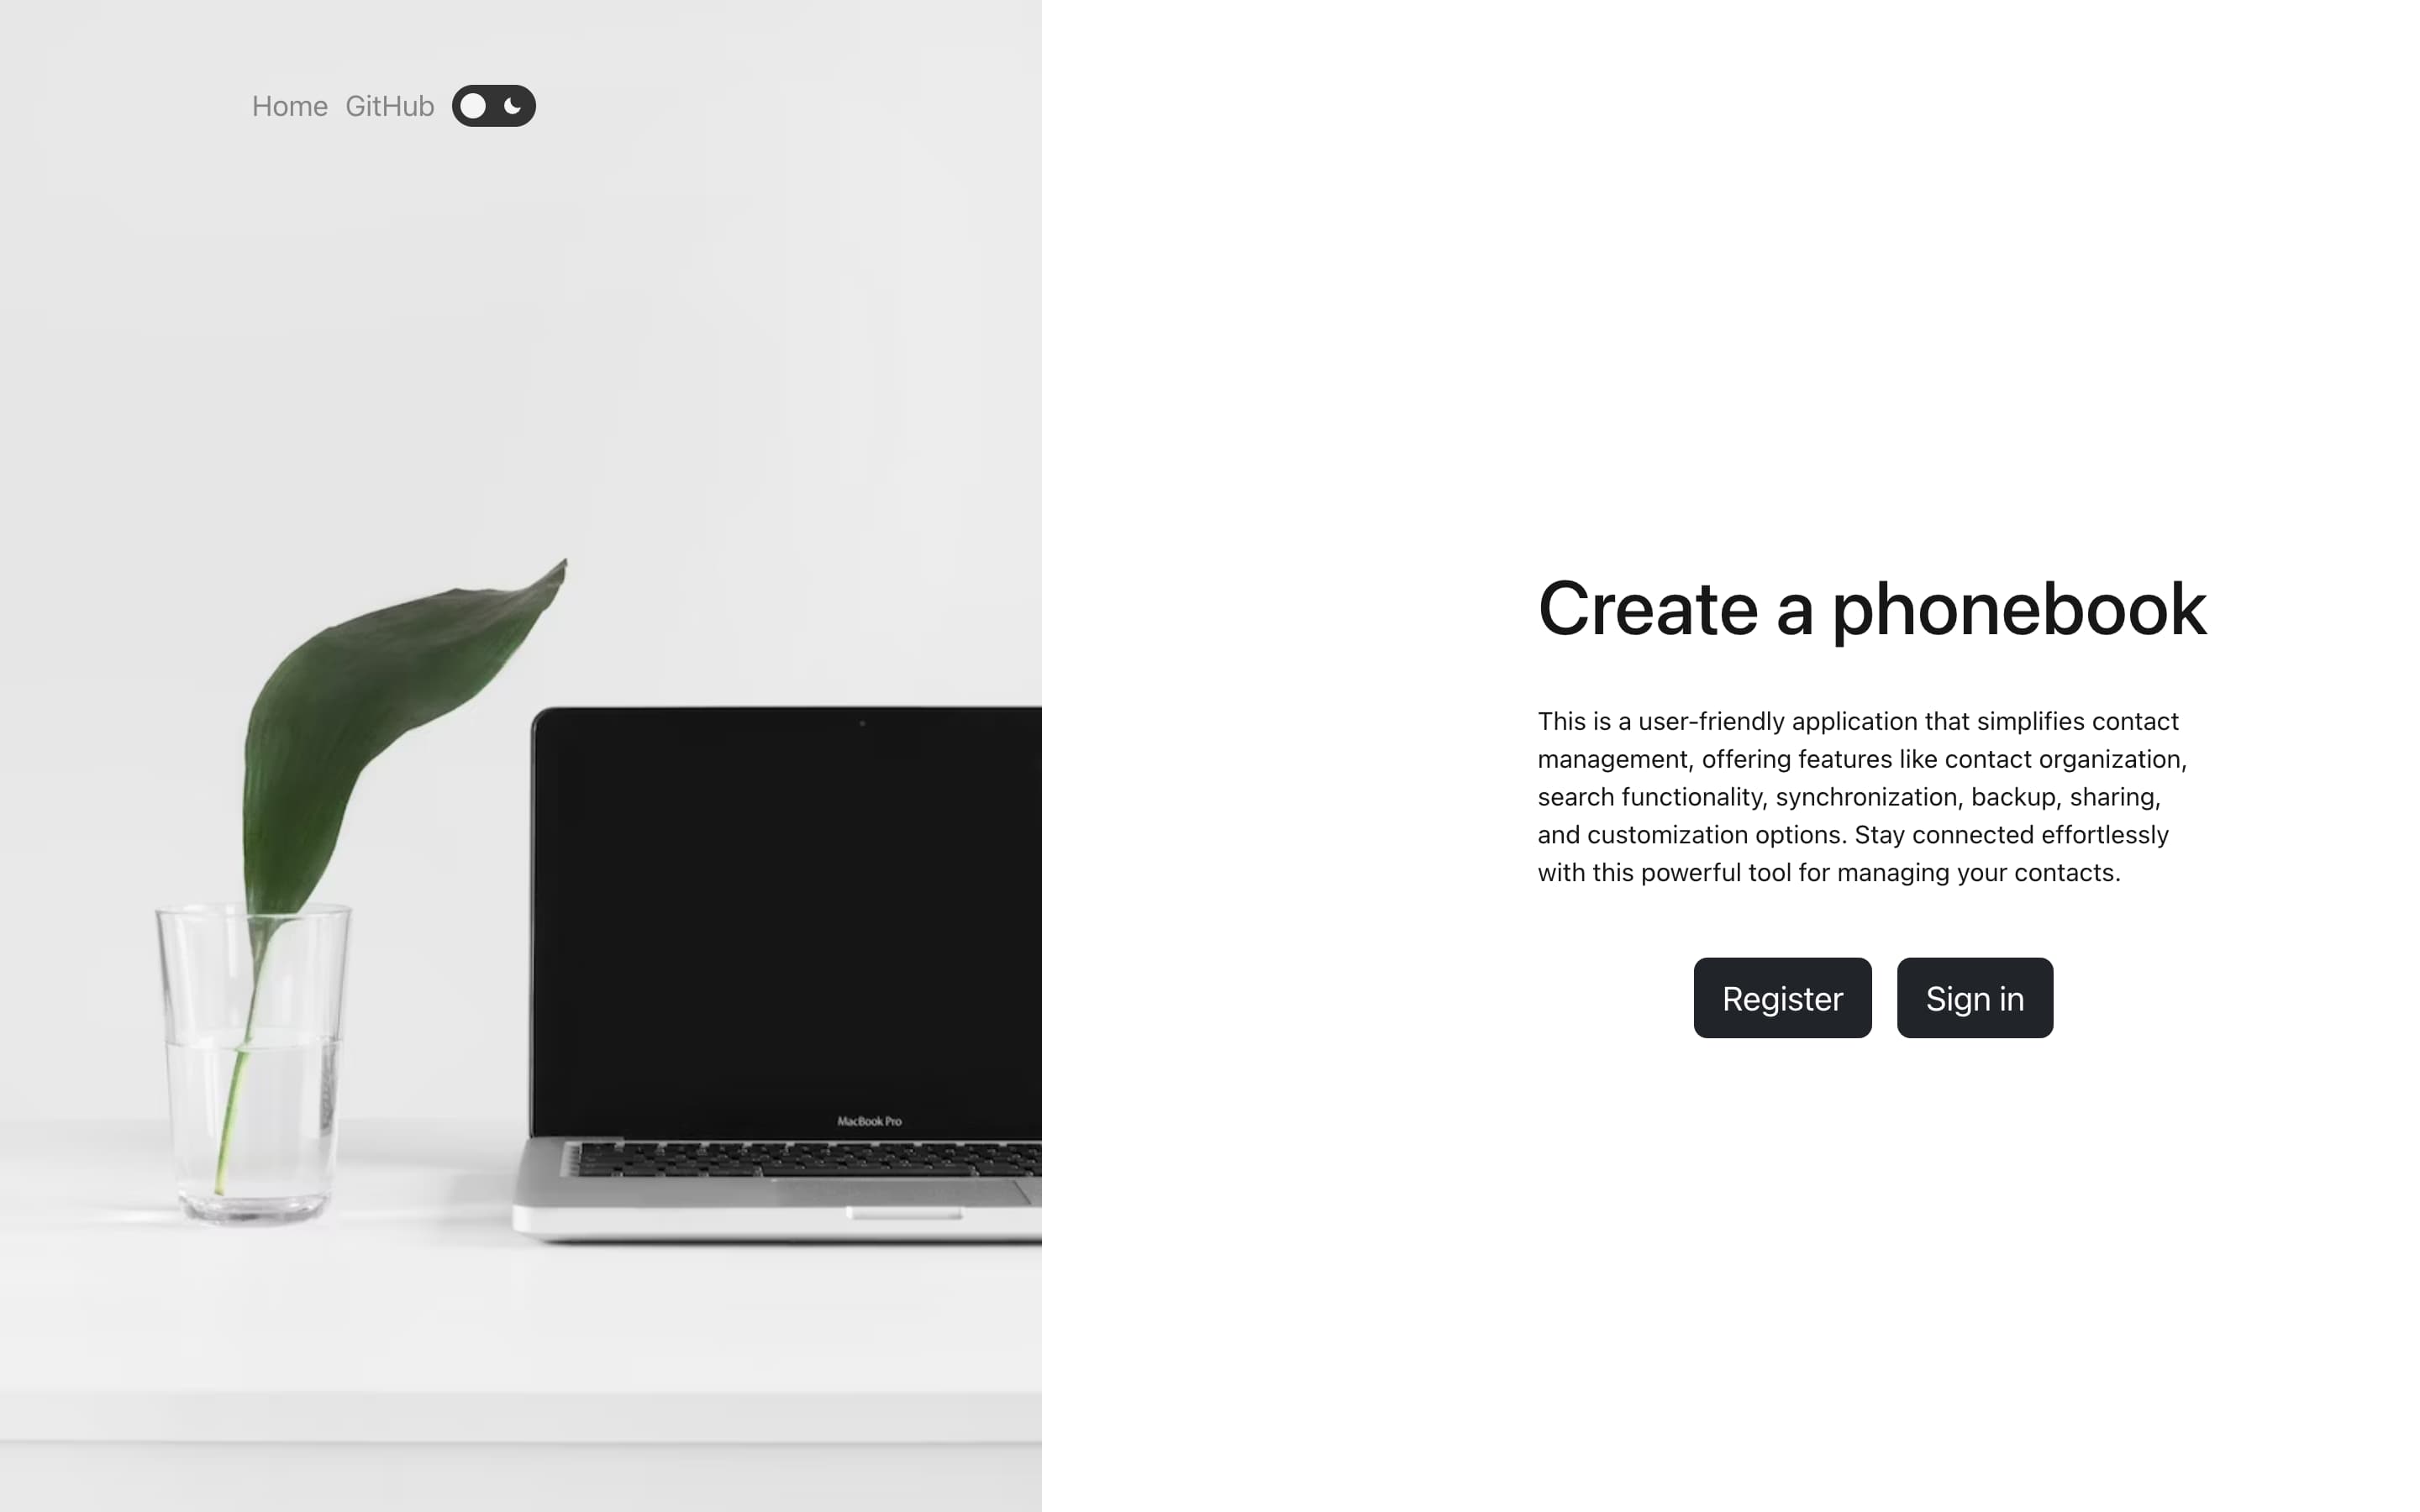 Home GitHub
Create a phonebook
This is a user-friendly application that simplifies contact
management, offering features like contact organization,
search functionality, synchronization, backup, sharing,
and customization options. Stay connected effortlessly
with this powerful tool for managing your contacts.
Register Sign in
MacBook Pro